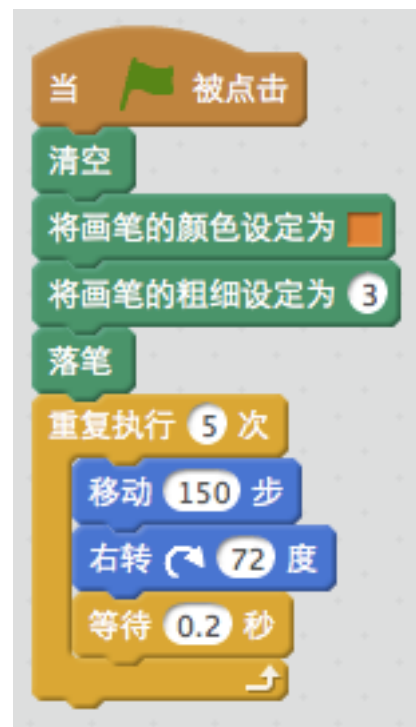 当 被点击
清空
将画笔的颜色设定为
将画笔的粗细设定为 3
落笔
重复执行 5 次
移动 150 步
右转 72 度
等待 0.2 秒